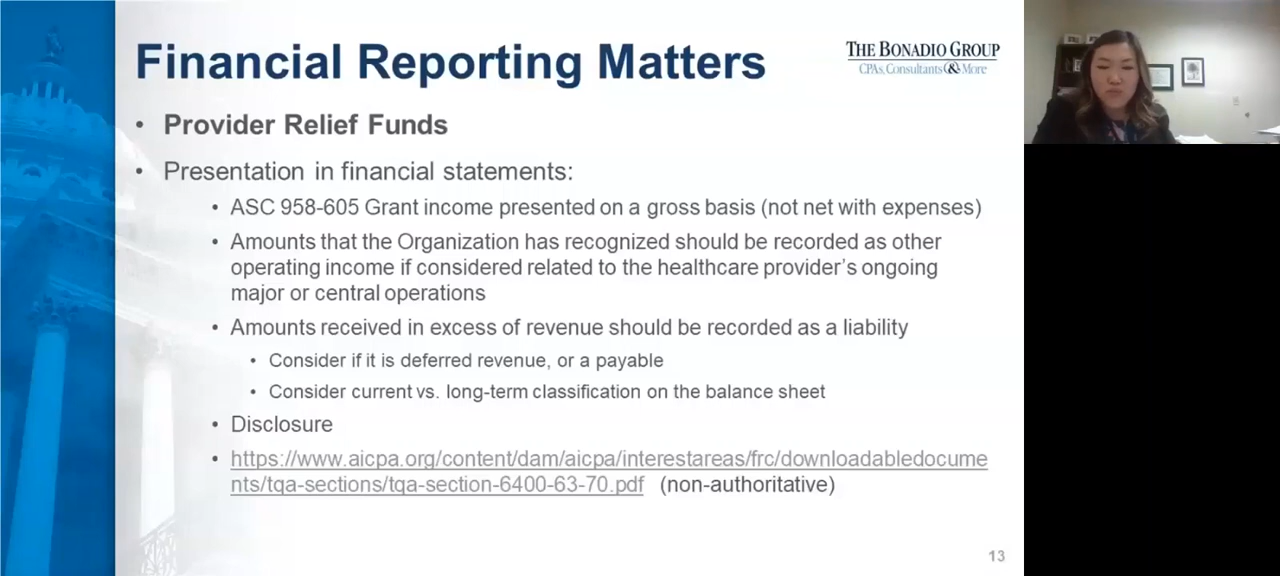 Financial Reporting Matters
THE BONADIO GROUP
CPAs, Consultants & More
• Provider Relief Funds
• Presentation in financial statements:
• ASC 958-605 Grant income presented on a gross basis (not net with expenses)
• Amounts that the Organization has recognized should be recorded as other
operating income if considered related to the healthcare provider's ongoing
major or central operations
• Amounts received in excess of revenue should be recorded as a liability
• Consider if it is deferred revenue, or a payable
• Consider current vs. long-term classification on the balance sheet
• Disclosure
• https://www.aicpa.org/content/dam/aicpa/interestareas/frc/downloadabledocume
nts/tqa-sections/tqa-section-6400-63-70.pdf (non-authoritative)
13